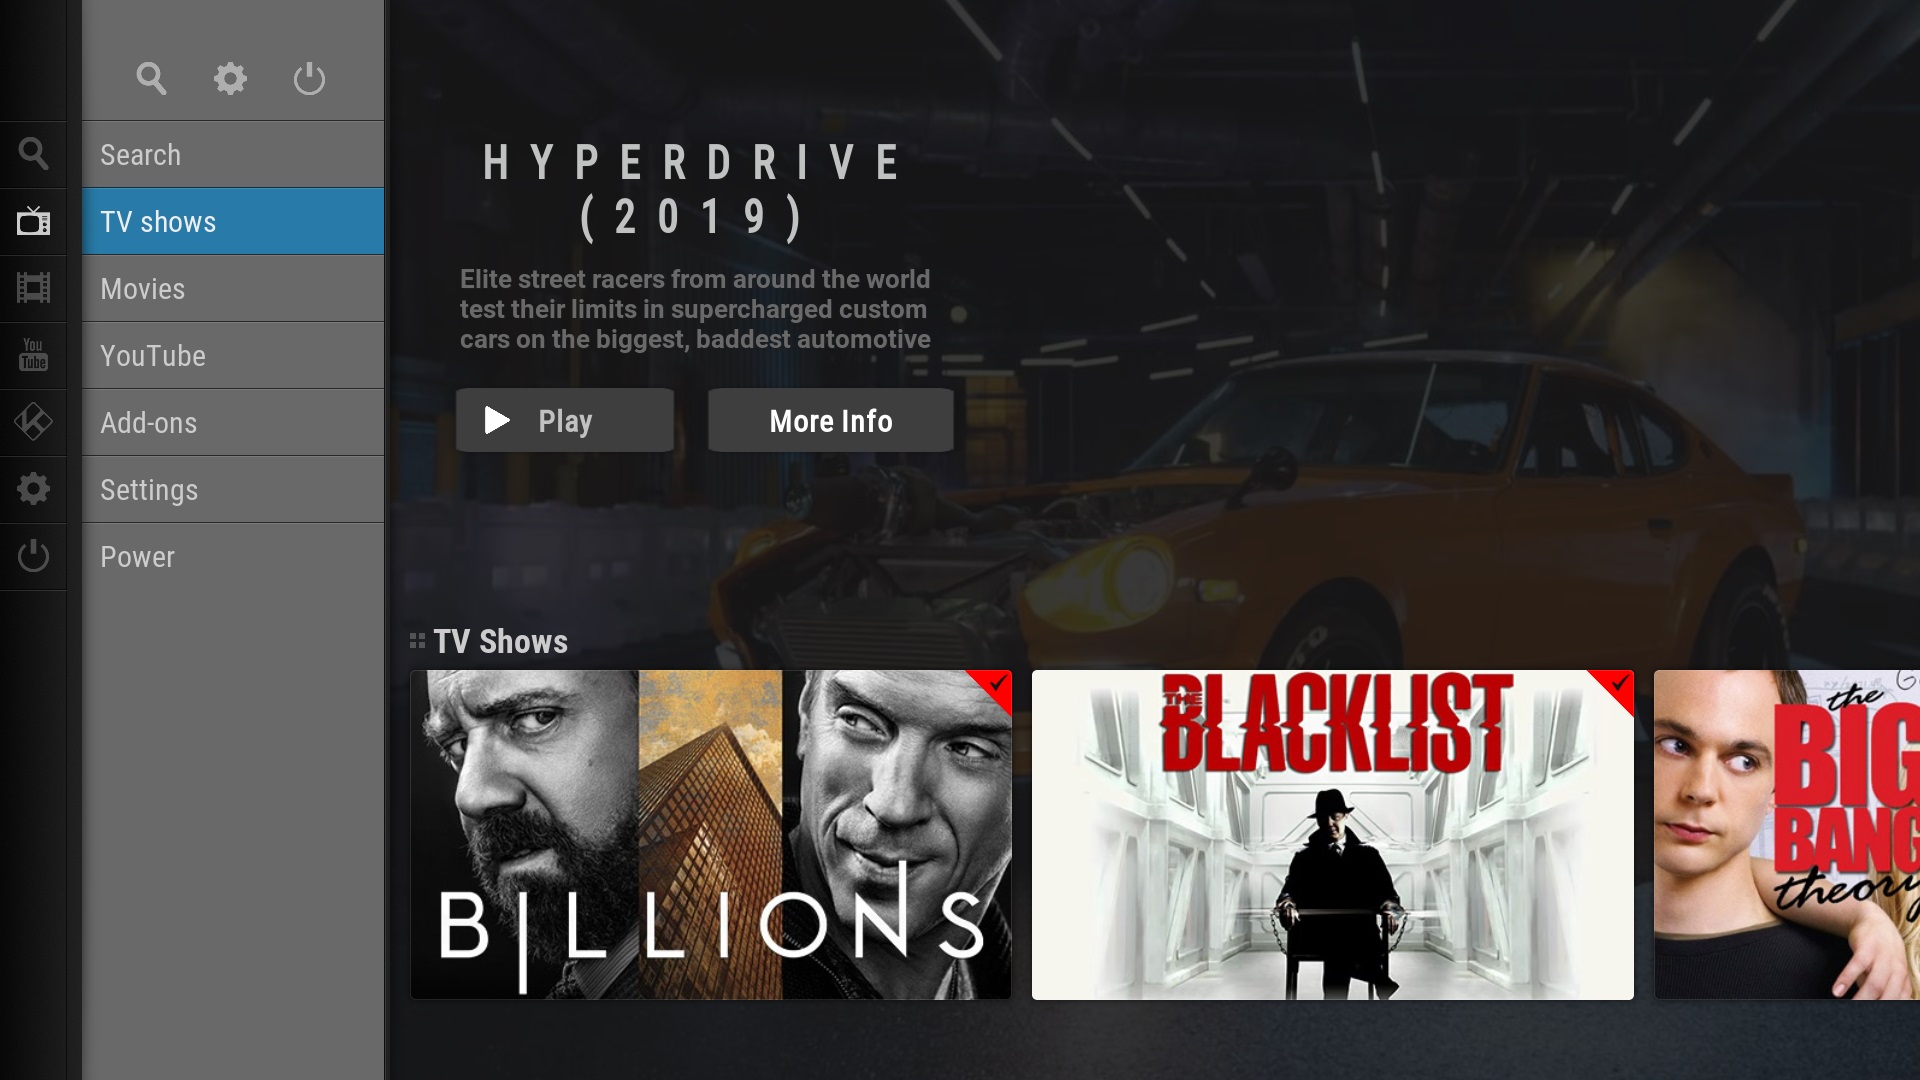 Search
TV shows
Movies
YouTube
Add-ons
Settings
Power
You
Tube
HYPERDRIVE
(2019)
Elite street racers from around the world
test their limits in supercharged custom
cars on the biggest, baddest automotive
Play
More Info
TV Shows
BILLIONS
THE
BLACKLIST
the
BIG
BANG
theory